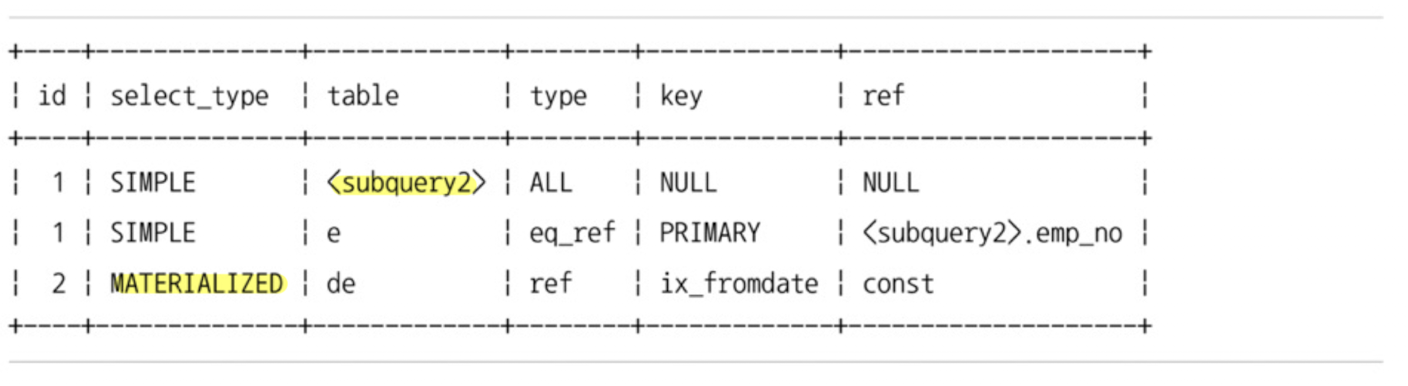 +----+--------------+-------------+--------+-------------+--------------------+
| id | select_type  | table       | type   | key         | ref                |
+----+--------------+-------------+--------+-------------+--------------------+
|  1 | SIMPLE       | <subquery2> | ALL    | NULL        | NULL               |
|  1 | SIMPLE       | e           | eq_ref | PRIMARY     | <subquery2>.emp_no |
|  2 | MATERIALIZED | de          | ref    | ix_fromdate | const              |
+----+--------------+-------------+--------+-------------+--------------------+